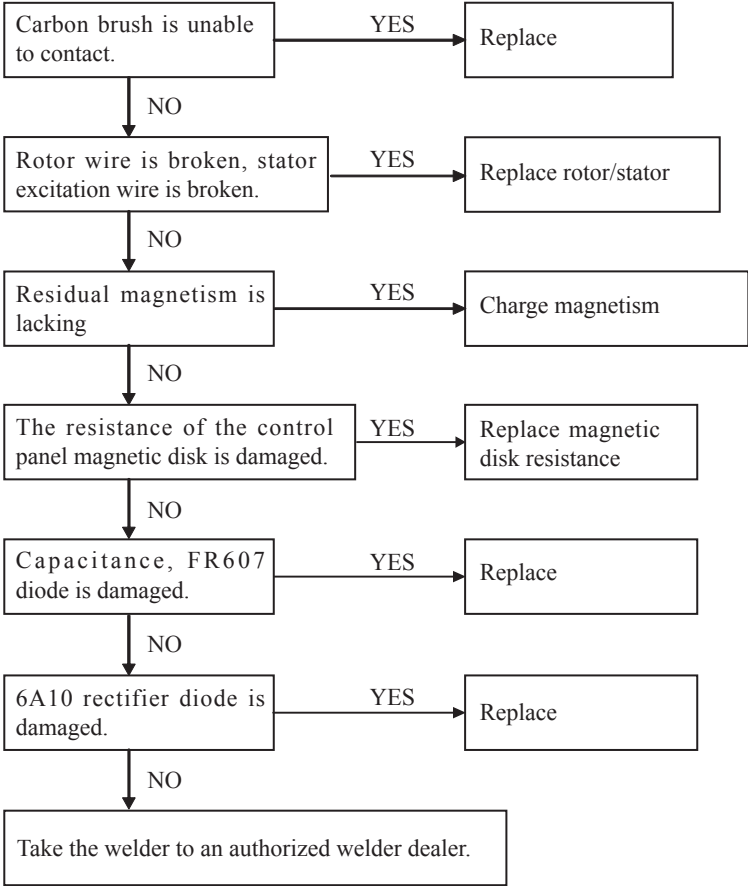 Carbon brush is unable
to contact.
YES
Replace
NO
Rotor wire is broken, stator
excitation wire is broken.
YES
Replace rotor/stator
NO
Residual magnetism is
lacking
YES
Charge magnetism
NO
The resistance of the control
panel magnetic disk is damaged.
YES
Replace magnetic
disk resistance
NO
Capacitance, FR607
diode is damaged.
YES
Replace
NO
6A10 rectifier diode is
damaged.
YES
Replace
NO
Take the welder to an authorized welder dealer.